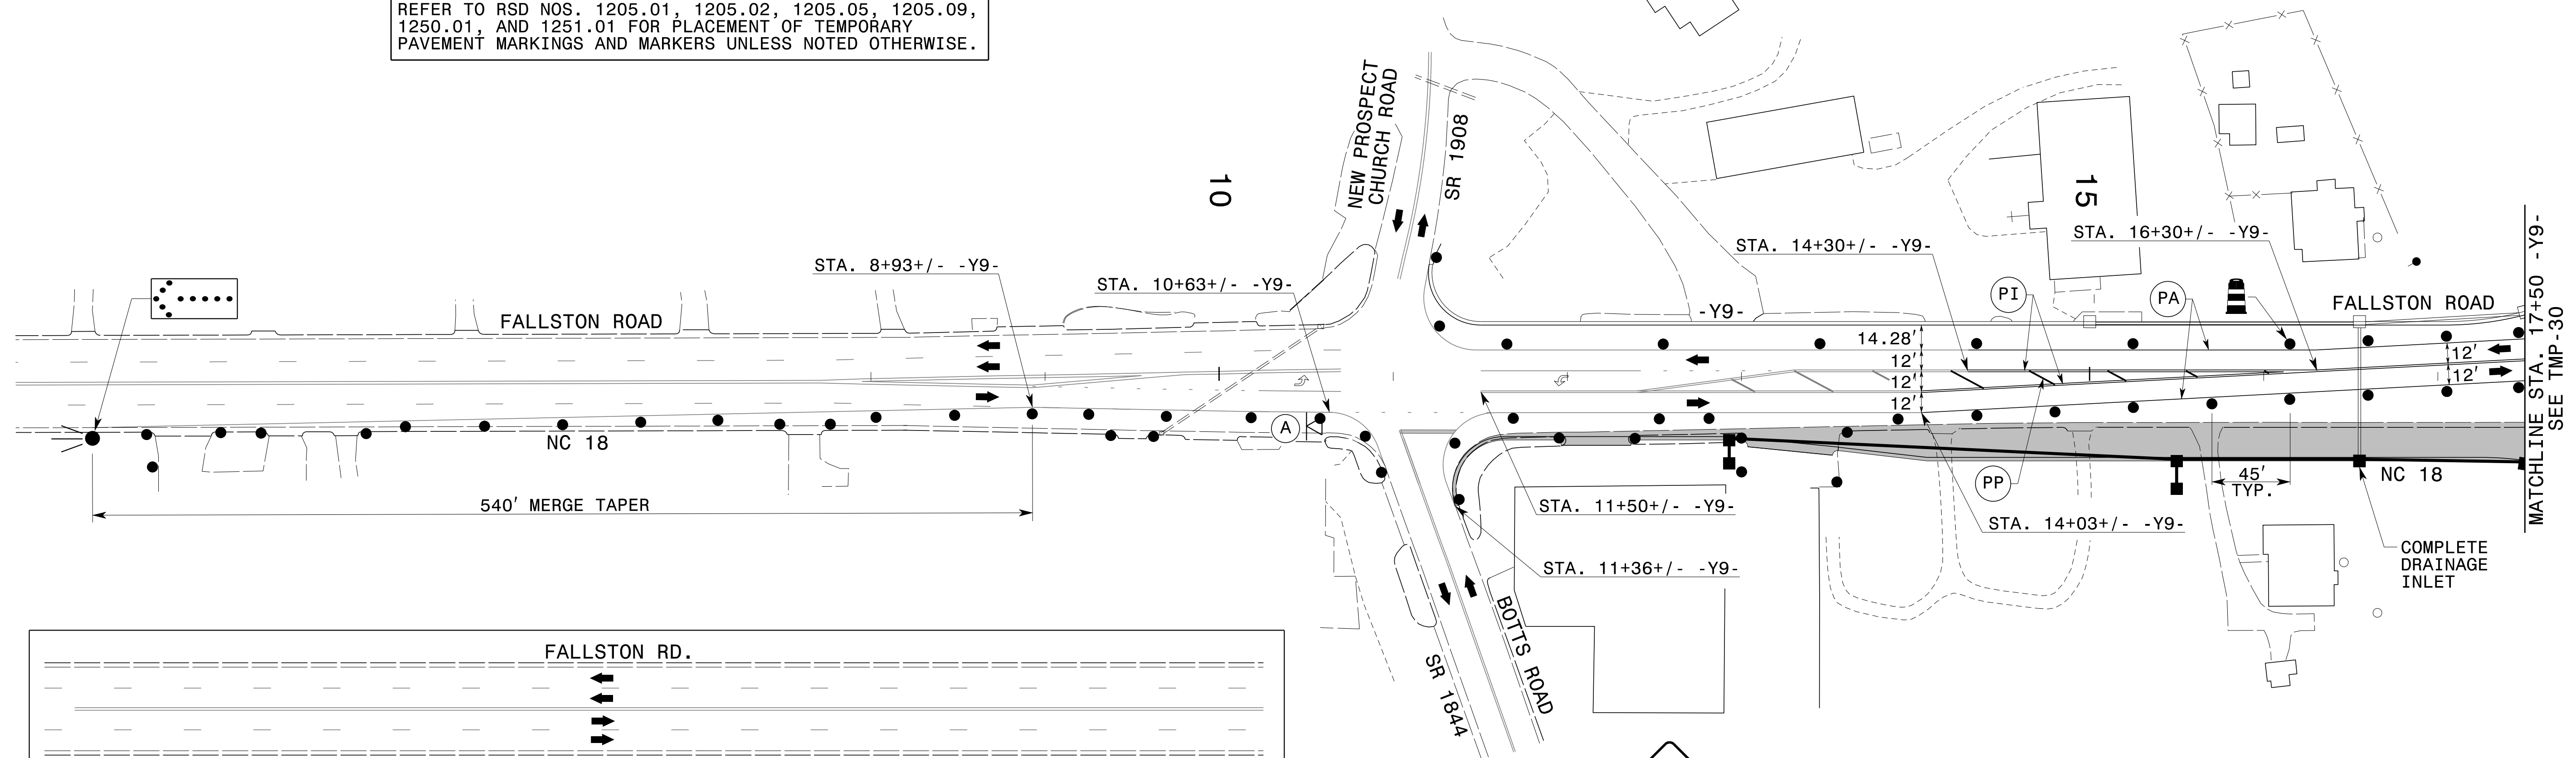 REFER TO RSD NOS. 1205.01, 1205.02, 1205.05, 1205.09,
1250.01, AND 1251.01 FOR PLACEMENT OF TEMPORARY
PAVEMENT MARKINGS AND MARKERS UNLESS NOTED OTHERWISE.
NEW PROSPECT
CHURCH ROAD
SR 1908
10
15
STA. 8+93+/- -Y9-
STA. 10+63+/- -Y9-
STA. 14+30+/- -Y9-
STA. 16+30+/- -Y9-
FALLSTON ROAD
-Y9-
PI
PA
FALLSTON ROAD
14.28'
12'
12'
12'
12'
12'
MATCHLINE STA. 17+50 -Y9-
SEE TMP-30
A
NC 18
540' MERGE TAPER
PP
45'
TYP.
NC 18
STA. 11+50+/- -Y9-
STA. 14+03+/- -Y9-
STA. 11+36+/- -Y9-
COMPLETE
DRAINAGE
INLET
BOTTS ROAD
SR 1844
FALLSTON RD.